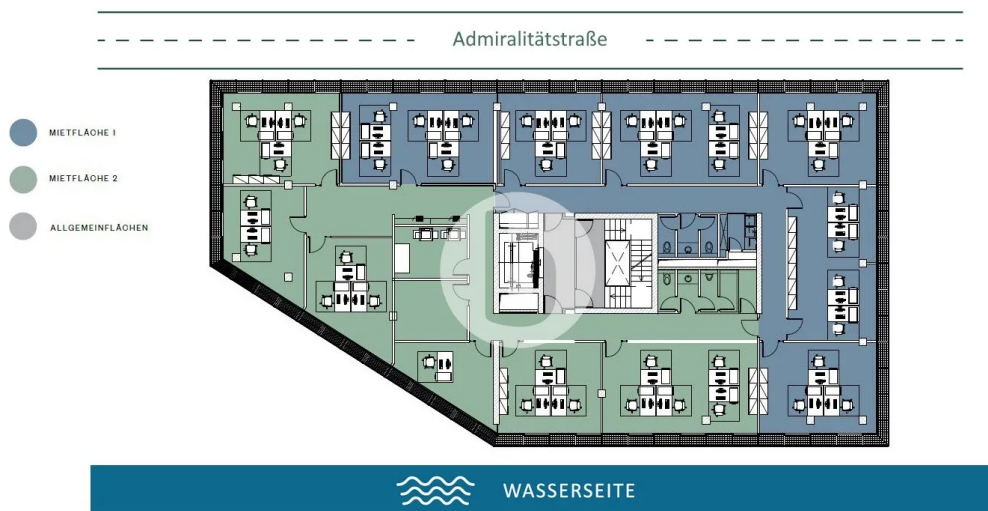 Admiralitätstraße
MIETFLÄCHE 1
MIETFLÄCHE 2
ALLGEMEINFLÄCHEN
WASSERSEITE